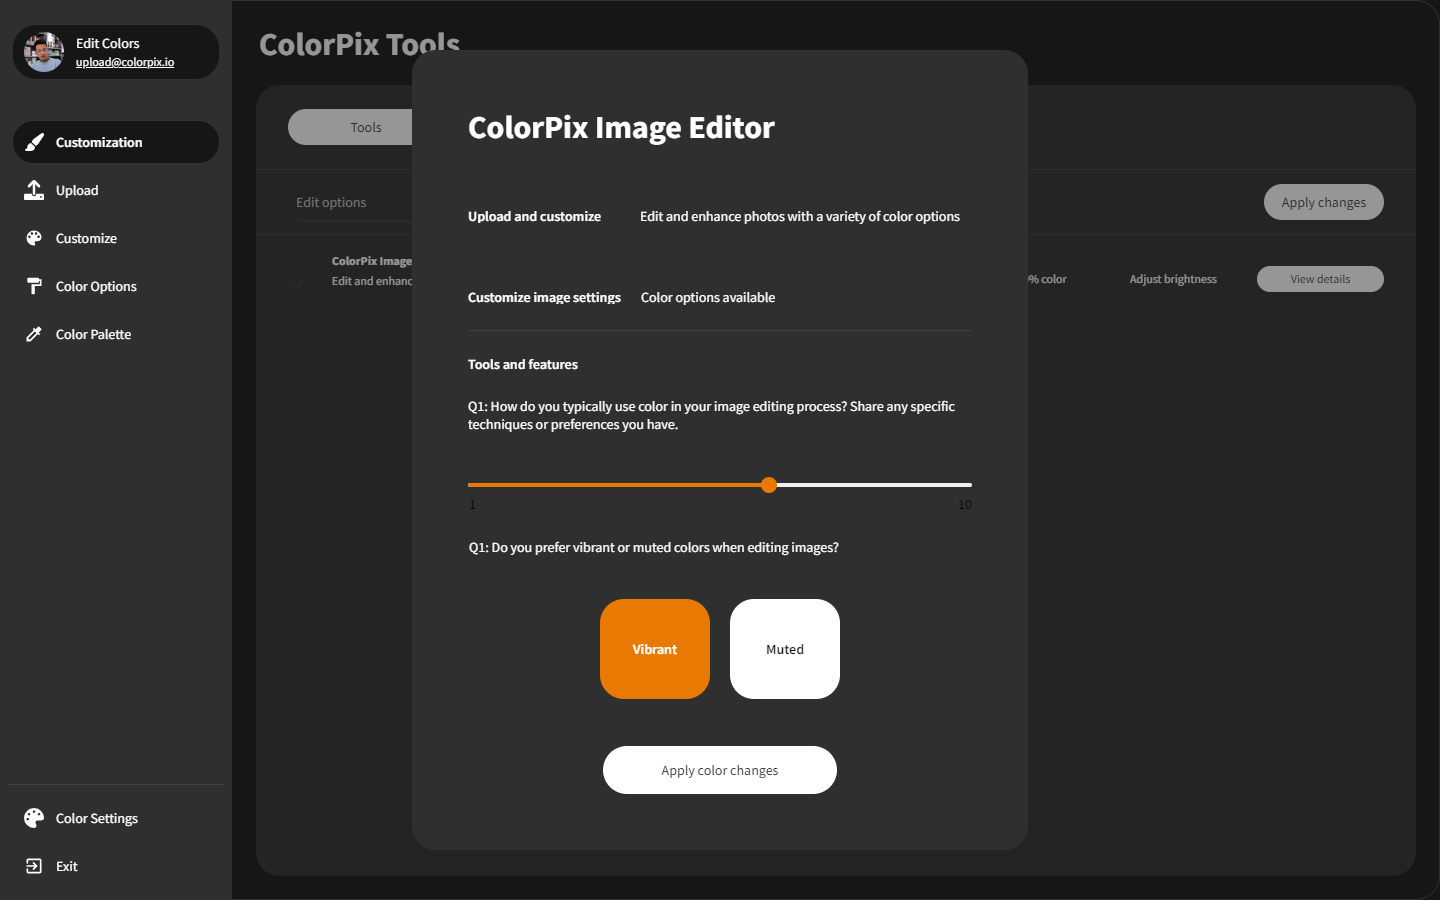 Edit Colors
upload@colorpix.io
Customization
Upload
Customize
Color Options
Color Palette
Color Settings
Exit
ColorPix Tools
Tools
Edit options
Apply changes
ColorPix Image
Edit and enhanc
% color
Adjust brightness
View details
ColorPix Image Editor
Upload and customize
Edit and enhance photos with a variety of color options
Customize image settings
Color options available
Tools and features
Q1: How do you typically use color in your image editing process? Share any specific
techniques or preferences you have.
1
10
Q1: Do you prefer vibrant or muted colors when editing images?
Vibrant
Muted
Apply color changes